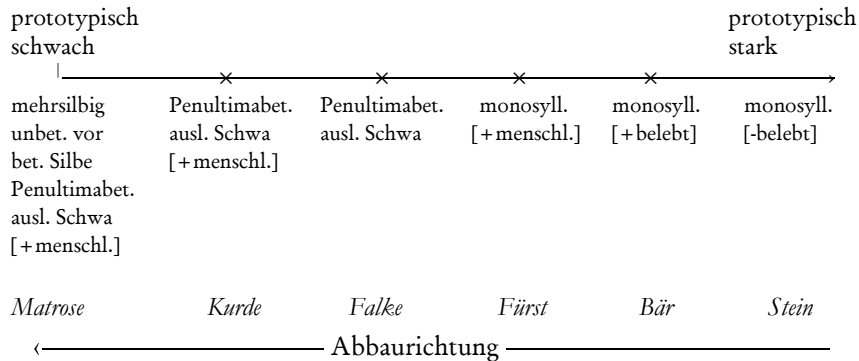 prototypisch schwach
prototypisch stark
mehrsilbig
unbet. vor
bet. Silbe
Penultimabet.
ausl. Schwa
[+menschl.]
Penultimabet.
ausl. Schwa
[+menschl.]
Penultimabet.
ausl. Schwa
monosyll.
[+menschl.]
monosyll.
[+belebt]
monosyll.
[-belebt]
Matrose Kurde Falke Fürst Bär Stein
Abbaurichtung